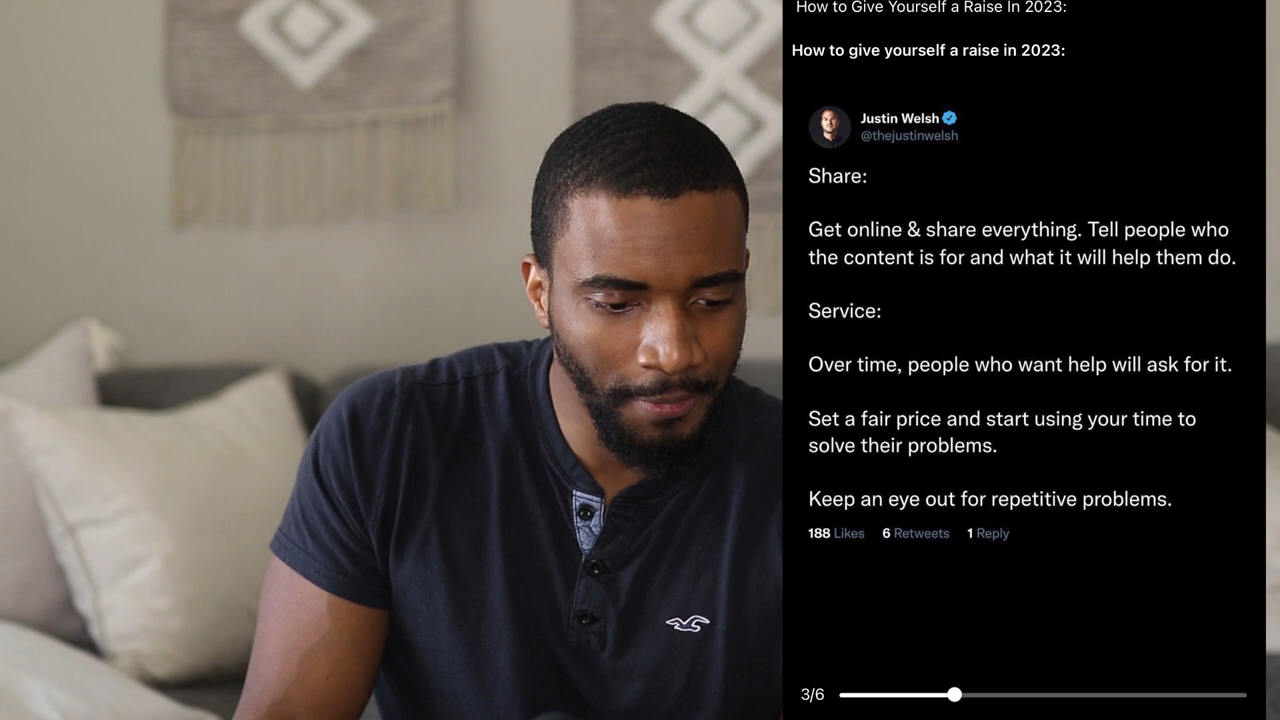 How to Give Yourself a Raise In 2023:
How to give yourself a raise in 2023:
Justin Welsh
@thejustinwelsh
Share:
Get online & share everything. Tell people who
the content is for and what it will help them do.
Service:
Over time, people who want help will ask for it.
Set a fair price and start using your time to
solve their problems.
Keep an eye out for repetitive problems.
188 Likes 6 Retweets 1 Reply
3/6